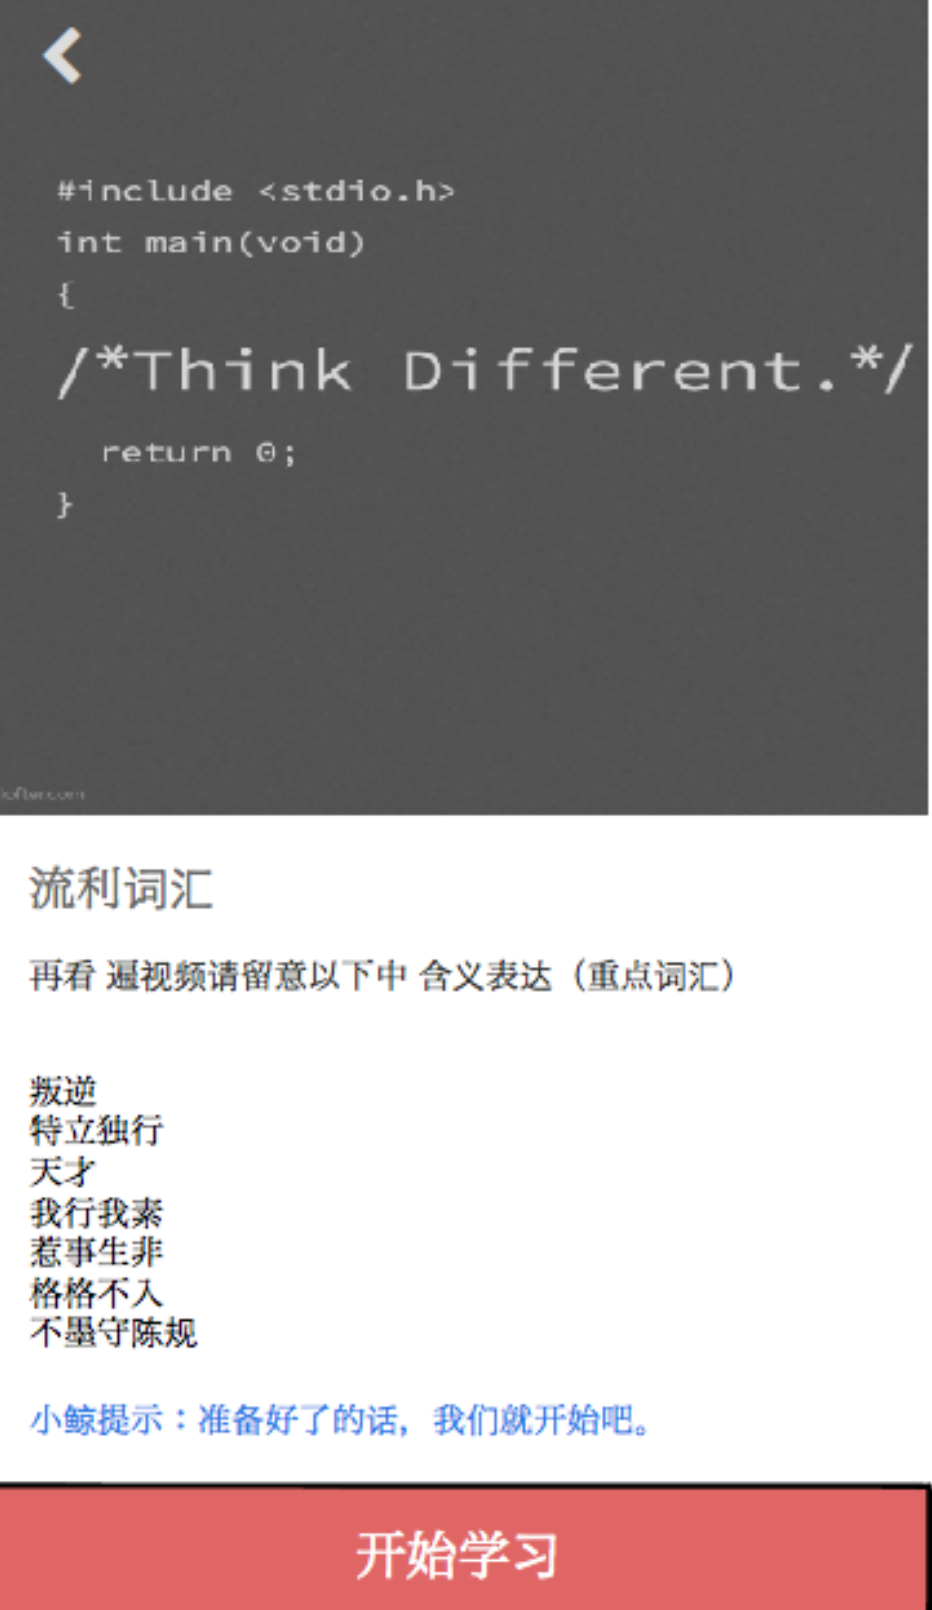 #include <stdio.h>
int main(void)
{
/*Think Different.*/
return 0;
}
lofter.com
流利词汇
再看 遍视频请留意以下中 含义表达（重点词汇）
叛逆
特立独行
天才
我行我素
惹事生非
格格不入
不墨守陈规
小鲸提示：准备好了的话，我们就开始吧。
开始学习